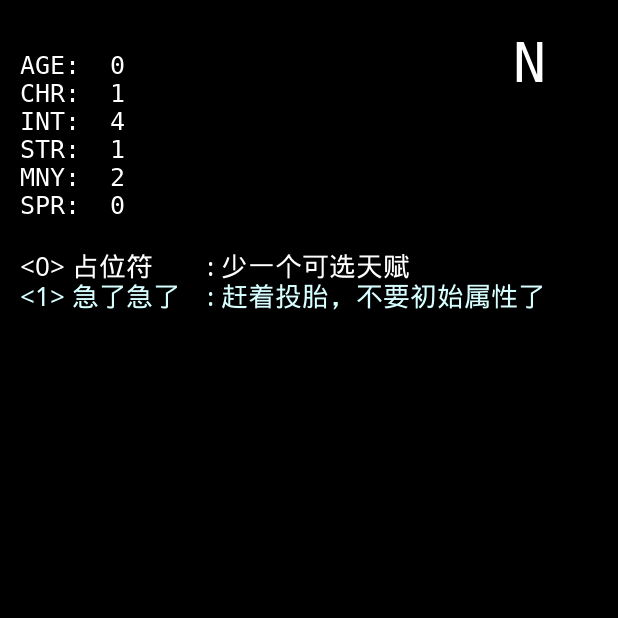 N
AGE: 0
CHR: 1
INT: 4
STR: 1
MNY: 2
SPR: 0
<0> 占位符 : 少一个可选天赋
<1> 急了急了 : 赶着投胎，不要初始属性了